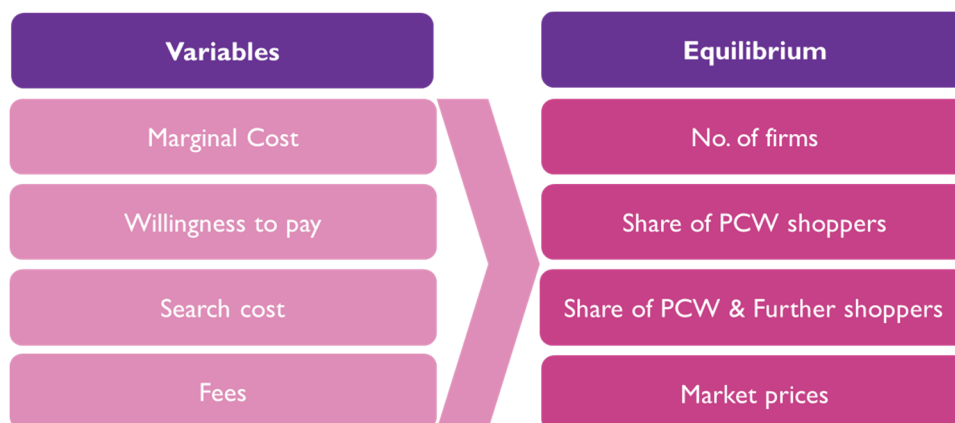 Variables
Marginal Cost
Willingness to pay
Search cost
Fees
Equilibrium
No. of firms
Share of PCW shoppers
Share of PCW & Further shoppers
Market prices